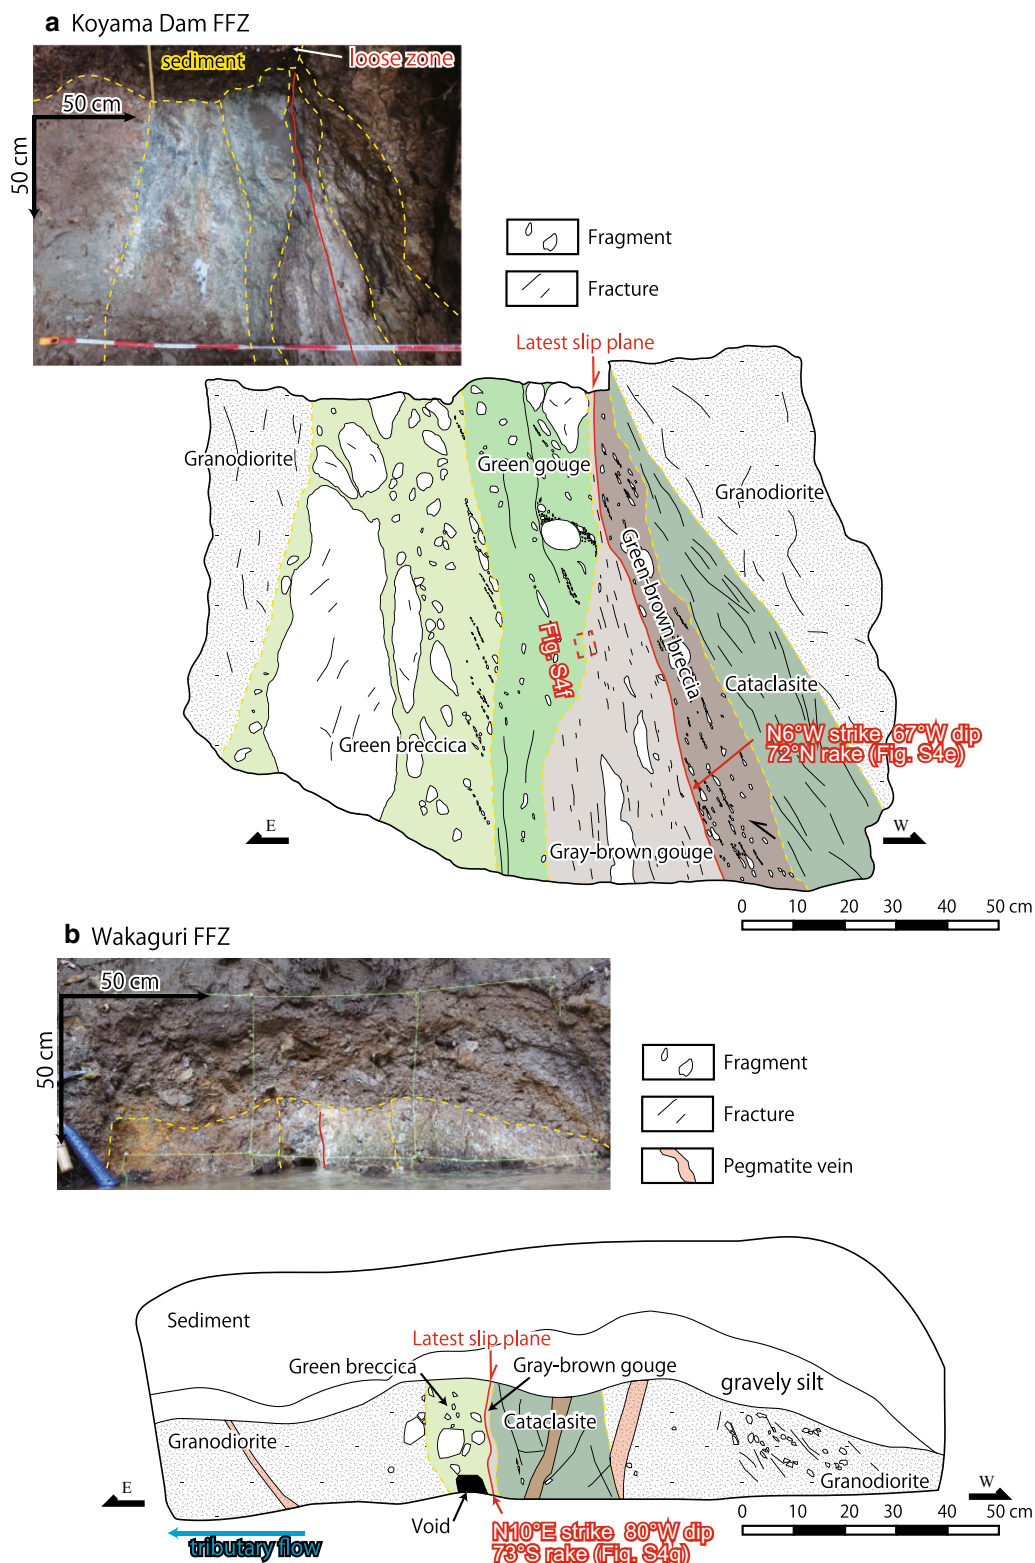 a Koyama Dam FFZ
sediment
loose zone
50 cm
50 cm
Fragment
Fracture
Latest slip plane
Granodiorite
Green gouge
Granodiorite
Green-brown breccia
Fig. S4f
Cataclasite
Green breccica
N6°W strike 67°W dip
72°N rake (Fig. S4e)
E
W
Gray-brown gouge
0 10 20 30 40 50 cm
b Wakaguri FFZ
50 cm
50 cm
Fragment
Fracture
Pegmatite vein
Sediment
Latest slip plane
Green breccica
Gray-brown gouge
gravely silt
Cataclasite
Granodiorite
Granodiorite
E
W
Void
N10°E strike 80°W dip
73°S rake (Fig. S4g)
tributary flow
0 10 20 30 40 50 cm